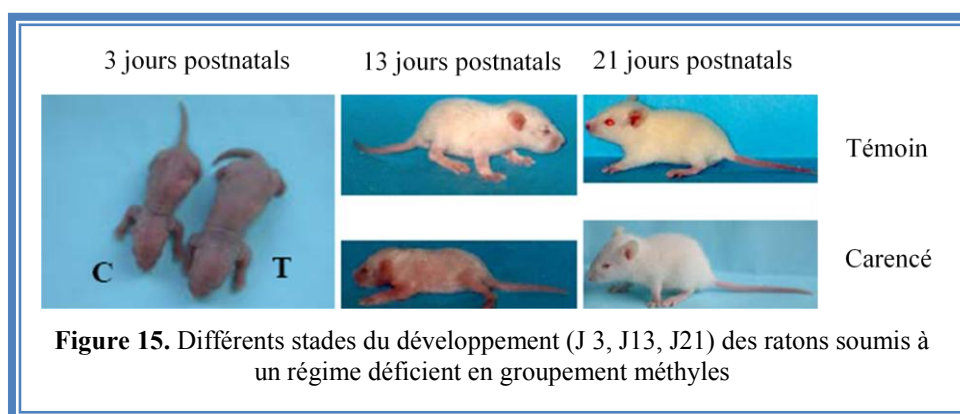 3 jours postnatals
13 jours postnatals
21 jours postnatals
Témoin
C
T
Carencé
Figure 15. Différents stades du développement (J 3, J13, J21) des ratons soumis à
un régime déficient en groupement méthyles